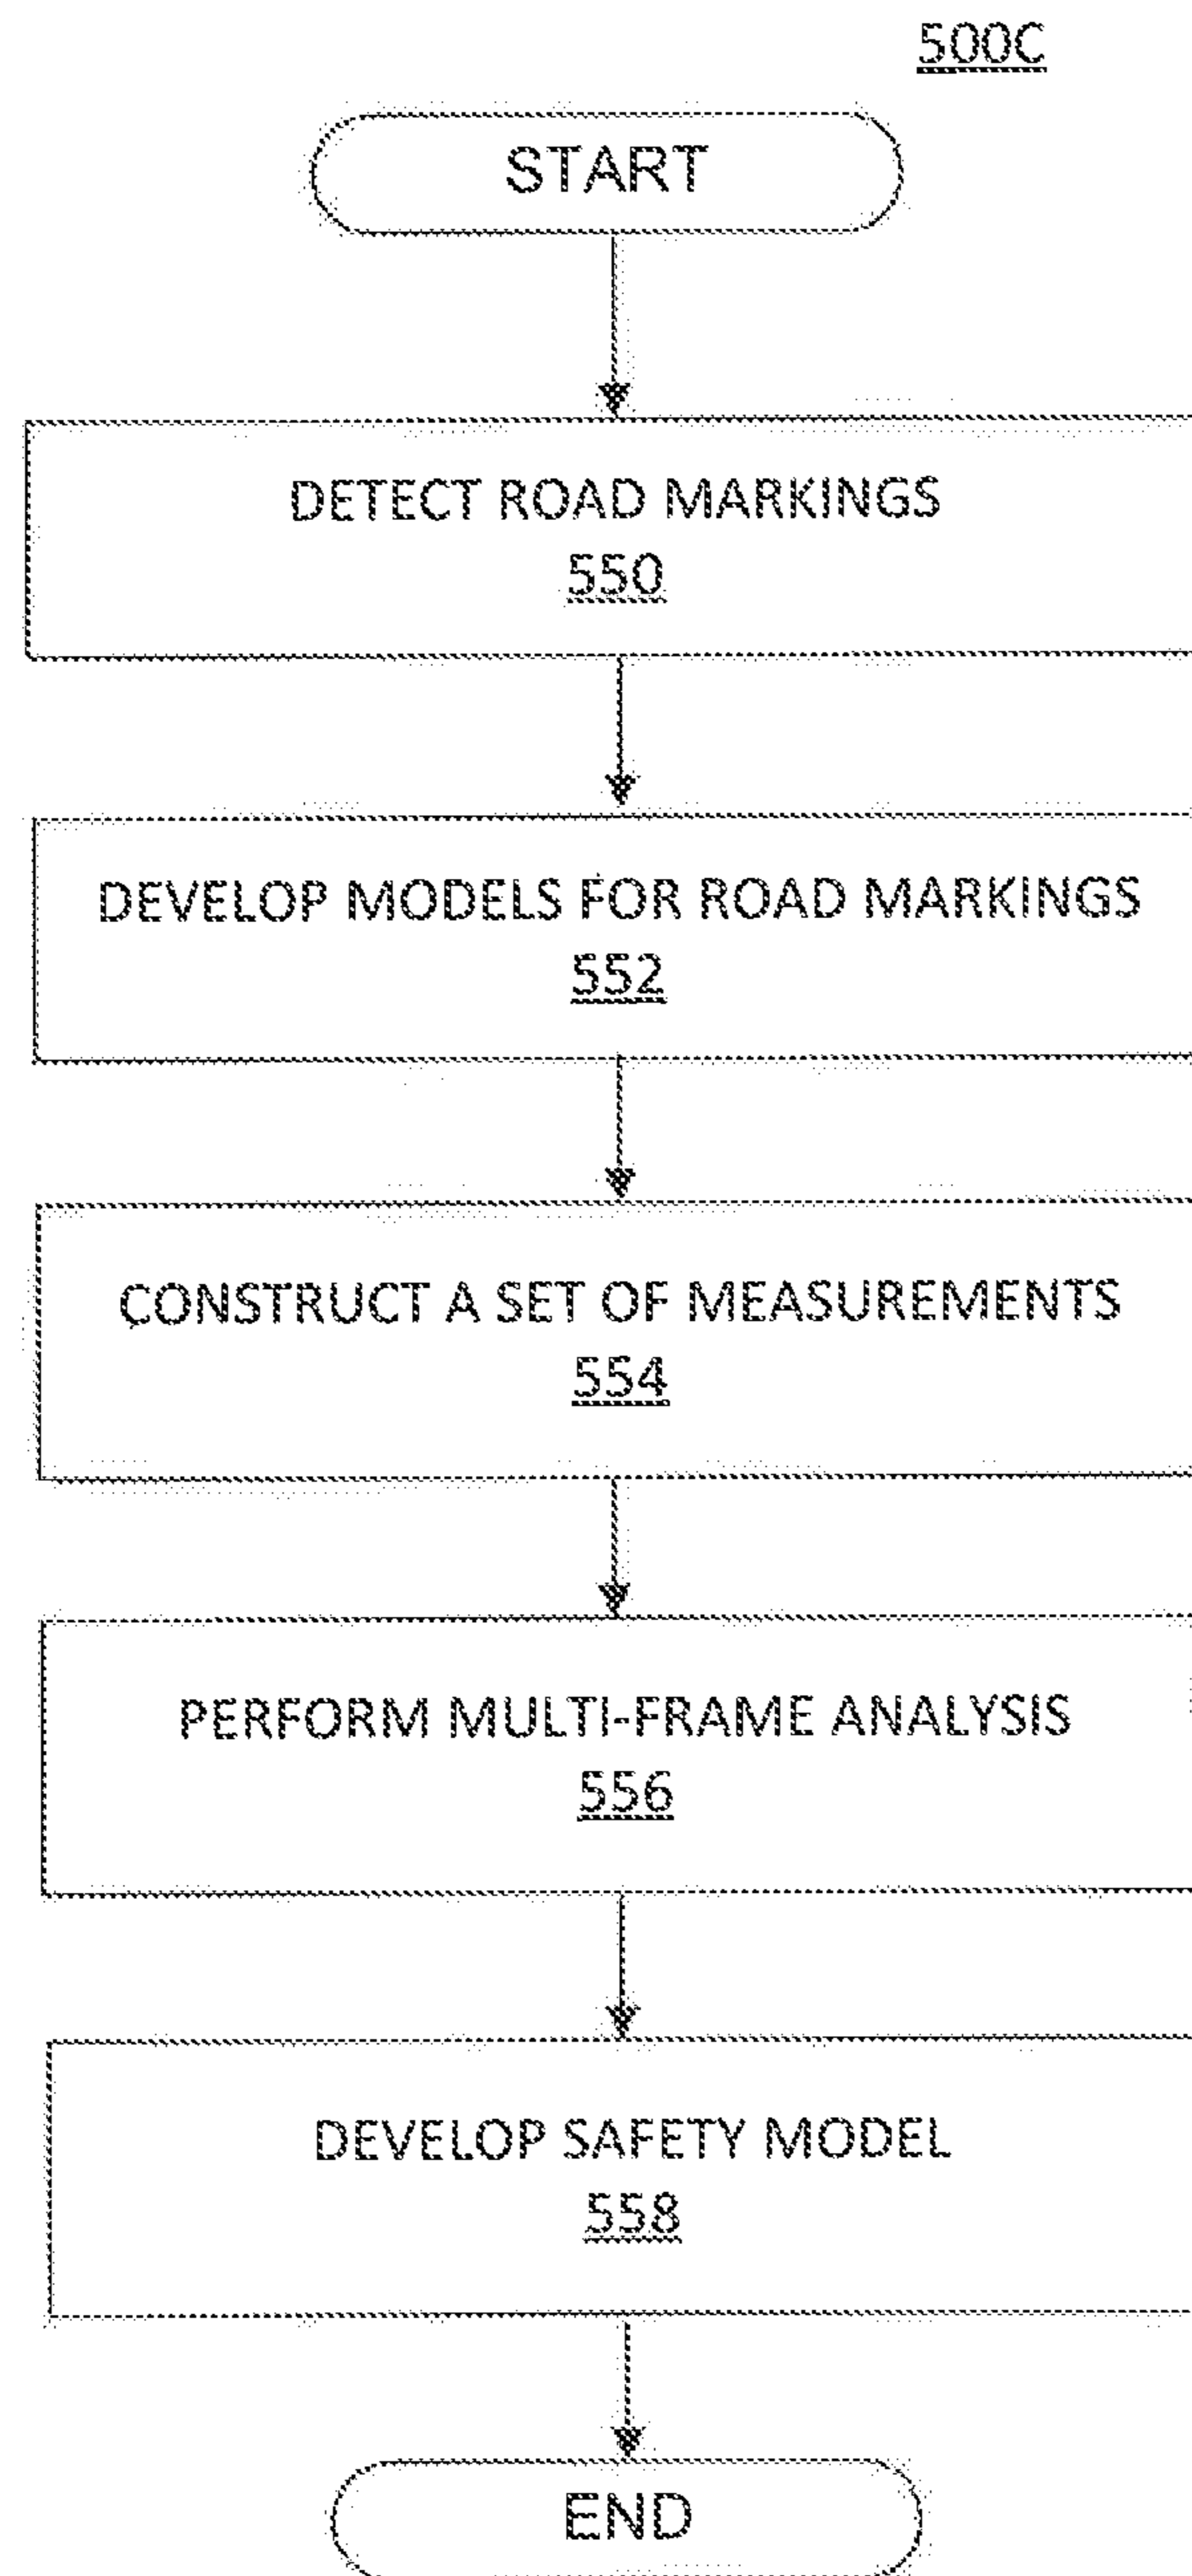 500C
START
DETECT ROAD MARKINGS
550
DEVELOP MODELS FOR ROAD MARKINGS
552
CONSTRUCT A SET OF MEASUREMENTS
554
PERFORM MULTI-FRAME ANALYSIS
556
DEVELOP SAFETY MODEL
558
END